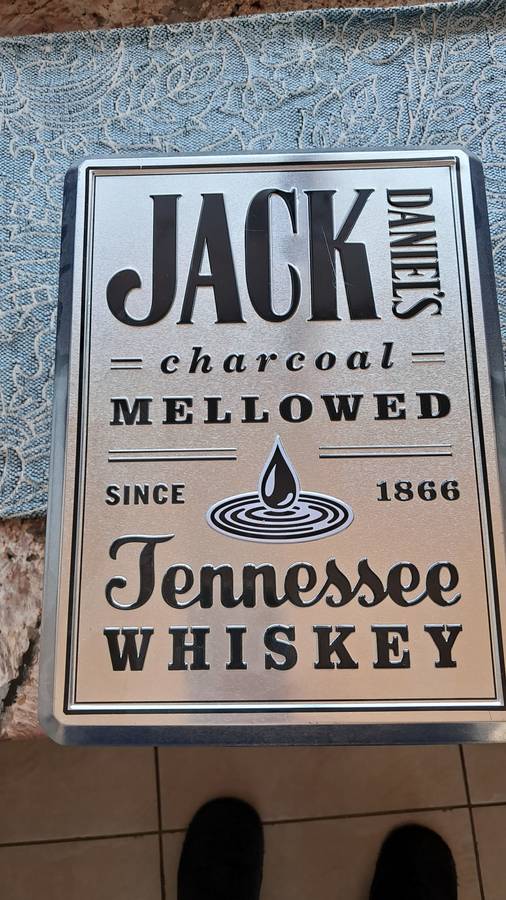 JACK DANIEL'S
charcoal
MELLOWED
SINCE 1866
Tennessee
WHISKEY